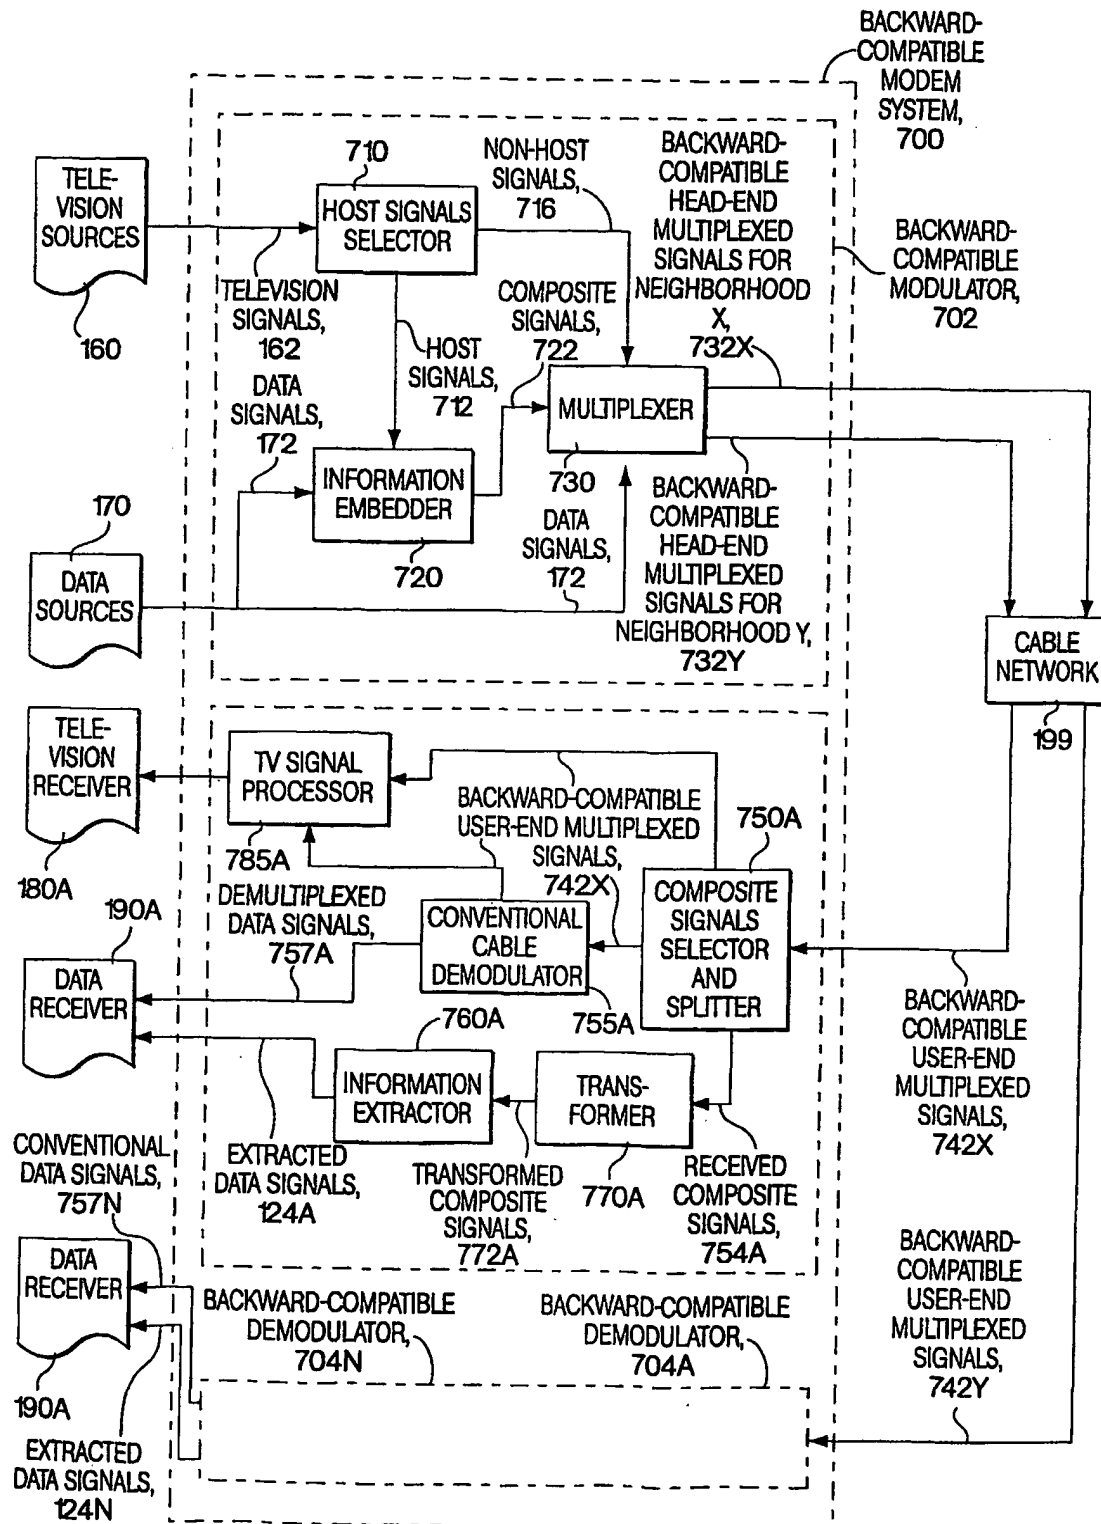 BACKWARD-
COMPATIBLE
MODEM
SYSTEM,
700
TELE-
VISION
SOURCES
160
710
HOST SIGNALS
SELECTOR
NON-HOST
SIGNALS,
716
BACKWARD-
COMPATIBLE
HEAD-END
MULTIPLEXED
SIGNALS FOR
NEIGHBORHOOD
X,
732X
BACKWARD-
COMPATIBLE
MODULATOR,
702
TELEVISION
SIGNALS,
162
HOST
SIGNALS,
712
COMPOSITE
SIGNALS,
722
DATA
SIGNALS,
172
MULTIPLEXER
730
INFORMATION
EMBEDDER
720
170
DATA
SOURCES
DATA
SIGNALS,
172
BACKWARD-
COMPATIBLE
HEAD-END
MULTIPLEXED
SIGNALS FOR
NEIGHBORHOOD Y,
732Y
CABLE
NETWORK
199
TELE-
VISION
RECEIVER
180A
TV SIGNAL
PROCESSOR
785A
BACKWARD-COMPATIBLE
USER-END MULTIPLEXED
SIGNALS,
742X
750A
COMPOSITE
SIGNALS
SELECTOR
AND
SPLITTER
DEMULTIPLEXED
DATA SIGNALS,
757A
CONVENTIONAL
CABLE
DEMODULATOR
755A
190A
DATA
RECEIVER
760A
INFORMATION
EXTRACTOR
TRANS-
FORMER
770A
BACKWARD-
COMPATIBLE
USER-END
MULTIPLEXED
SIGNALS,
742X
EXTRACTED
DATA SIGNALS,
124A
TRANSFORMED
COMPOSITE
SIGNALS,
772A
RECEIVED
COMPOSITE
SIGNALS,
754A
CONVENTIONAL
DATA SIGNALS,
757N
DATA
RECEIVER
190A
EXTRACTED
DATA SIGNALS,
124N
BACKWARD-COMPATIBLE
DEMODULATOR,
704N
BACKWARD-COMPATIBLE
DEMODULATOR,
704A
BACKWARD-
COMPATIBLE
USER-END
MULTIPLEXED
SIGNALS,
742Y